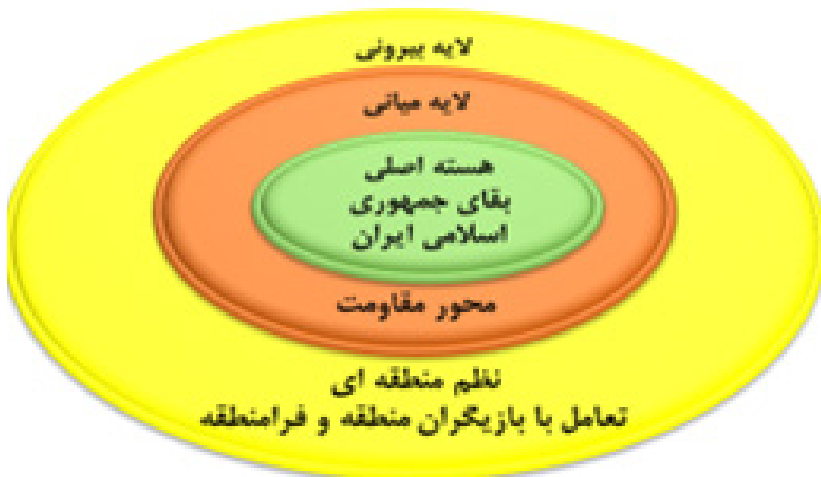 لایه بیرونی
لایه میانی
هسته اصلی
بقای جمهوری
اسلامی ایران
محور مقاومت
نظم منطقه ای
تعامل با بازیگران منطقه و فرامنطقه